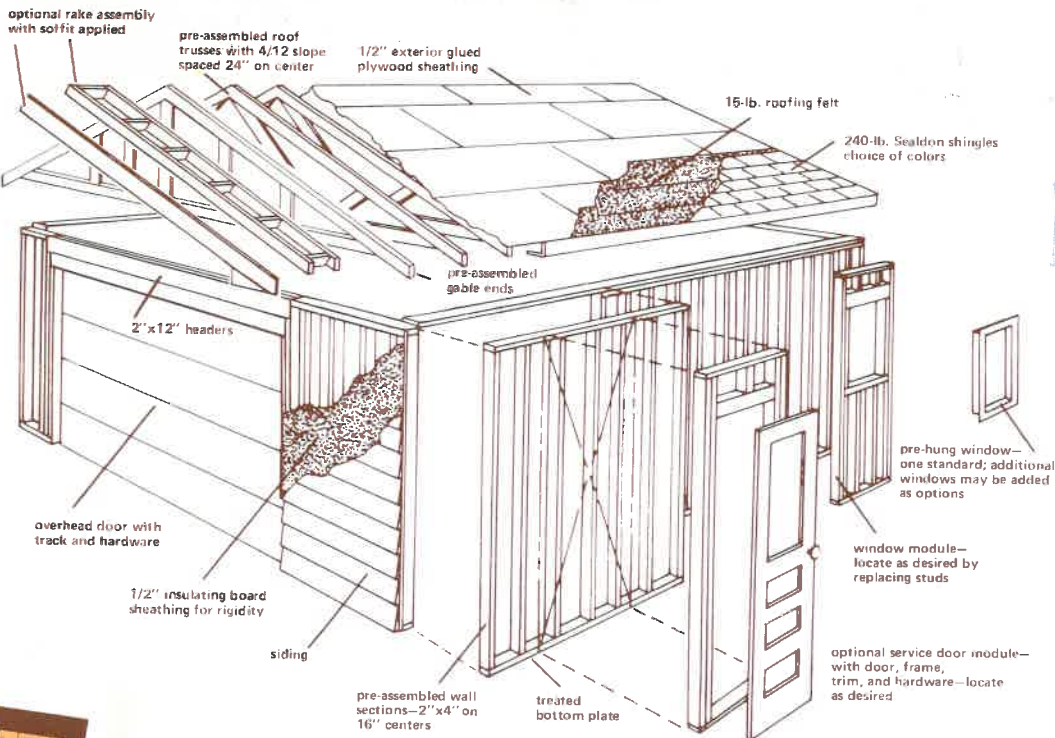 optional rake assembly
with soffit applied
pre-assembled roof
trusses with 4/12 slope
spaced 24" on center
1/2" exterior glued
plywood sheathing
15-lb. roofing felt
240-lb. Sealdon shingles
choice of colors
pre-assembled
gable ends
2"x12" headers
pre-hung window—
one standard; additional
windows may be added
as options
overhead door with
track and hardware
window module—
locate as desired by
replacing studs
1/2" insulating board
sheathing for rigidity
siding
optional service door module—
with door, frame,
trim, and hardware—locate
as desired
pre-assembled wall
sections—2"x4" on
16" centers
treated
bottom plate